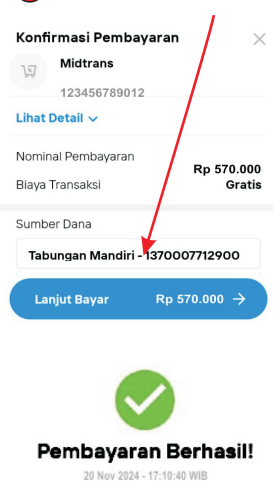 Konfirmasi Pembayaran
Midtrans
123456789012
Lihat Detail
Nominal Pembayaran
Rp 570.000
Biaya Transaksi
Gratis
Sumber Dana
Tabungan Mandiri - 1370007712900
Lanjut Bayar Rp 570.000 →
Pembayaran Berhasil!
20 Nov 2024 - 17:10:40 WIB